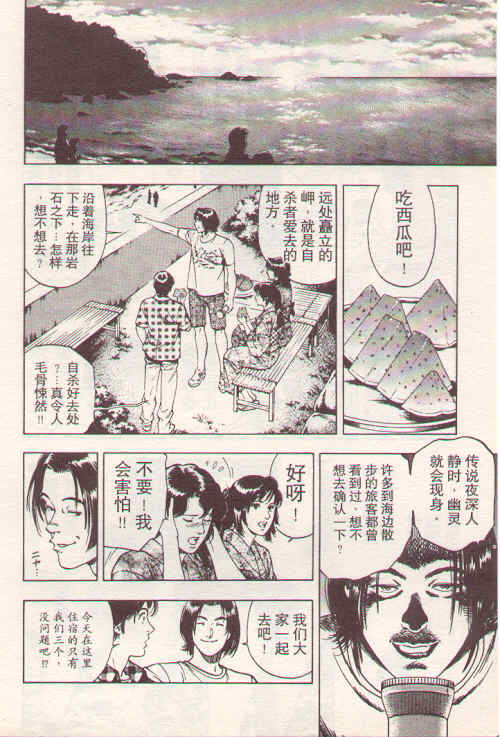 吃西瓜吧！
远处矗立的
岬，就是自
杀者爱去的
地方。
沿着海岸往
下走，在那岩
石之下…怎样
，想不想去？
自杀好去处
？…真令人
毛骨悚然!!
传说夜深人
静时，幽灵
就会现身。
许多到海边散
步的旅客都曾
看到过，想不
想去确认一下？
好呀！
不要！我
会害怕!!
二十…
我们大
家一起
去吧！
今天在这里
住宿的只有
我们三个，
没问题吧!?